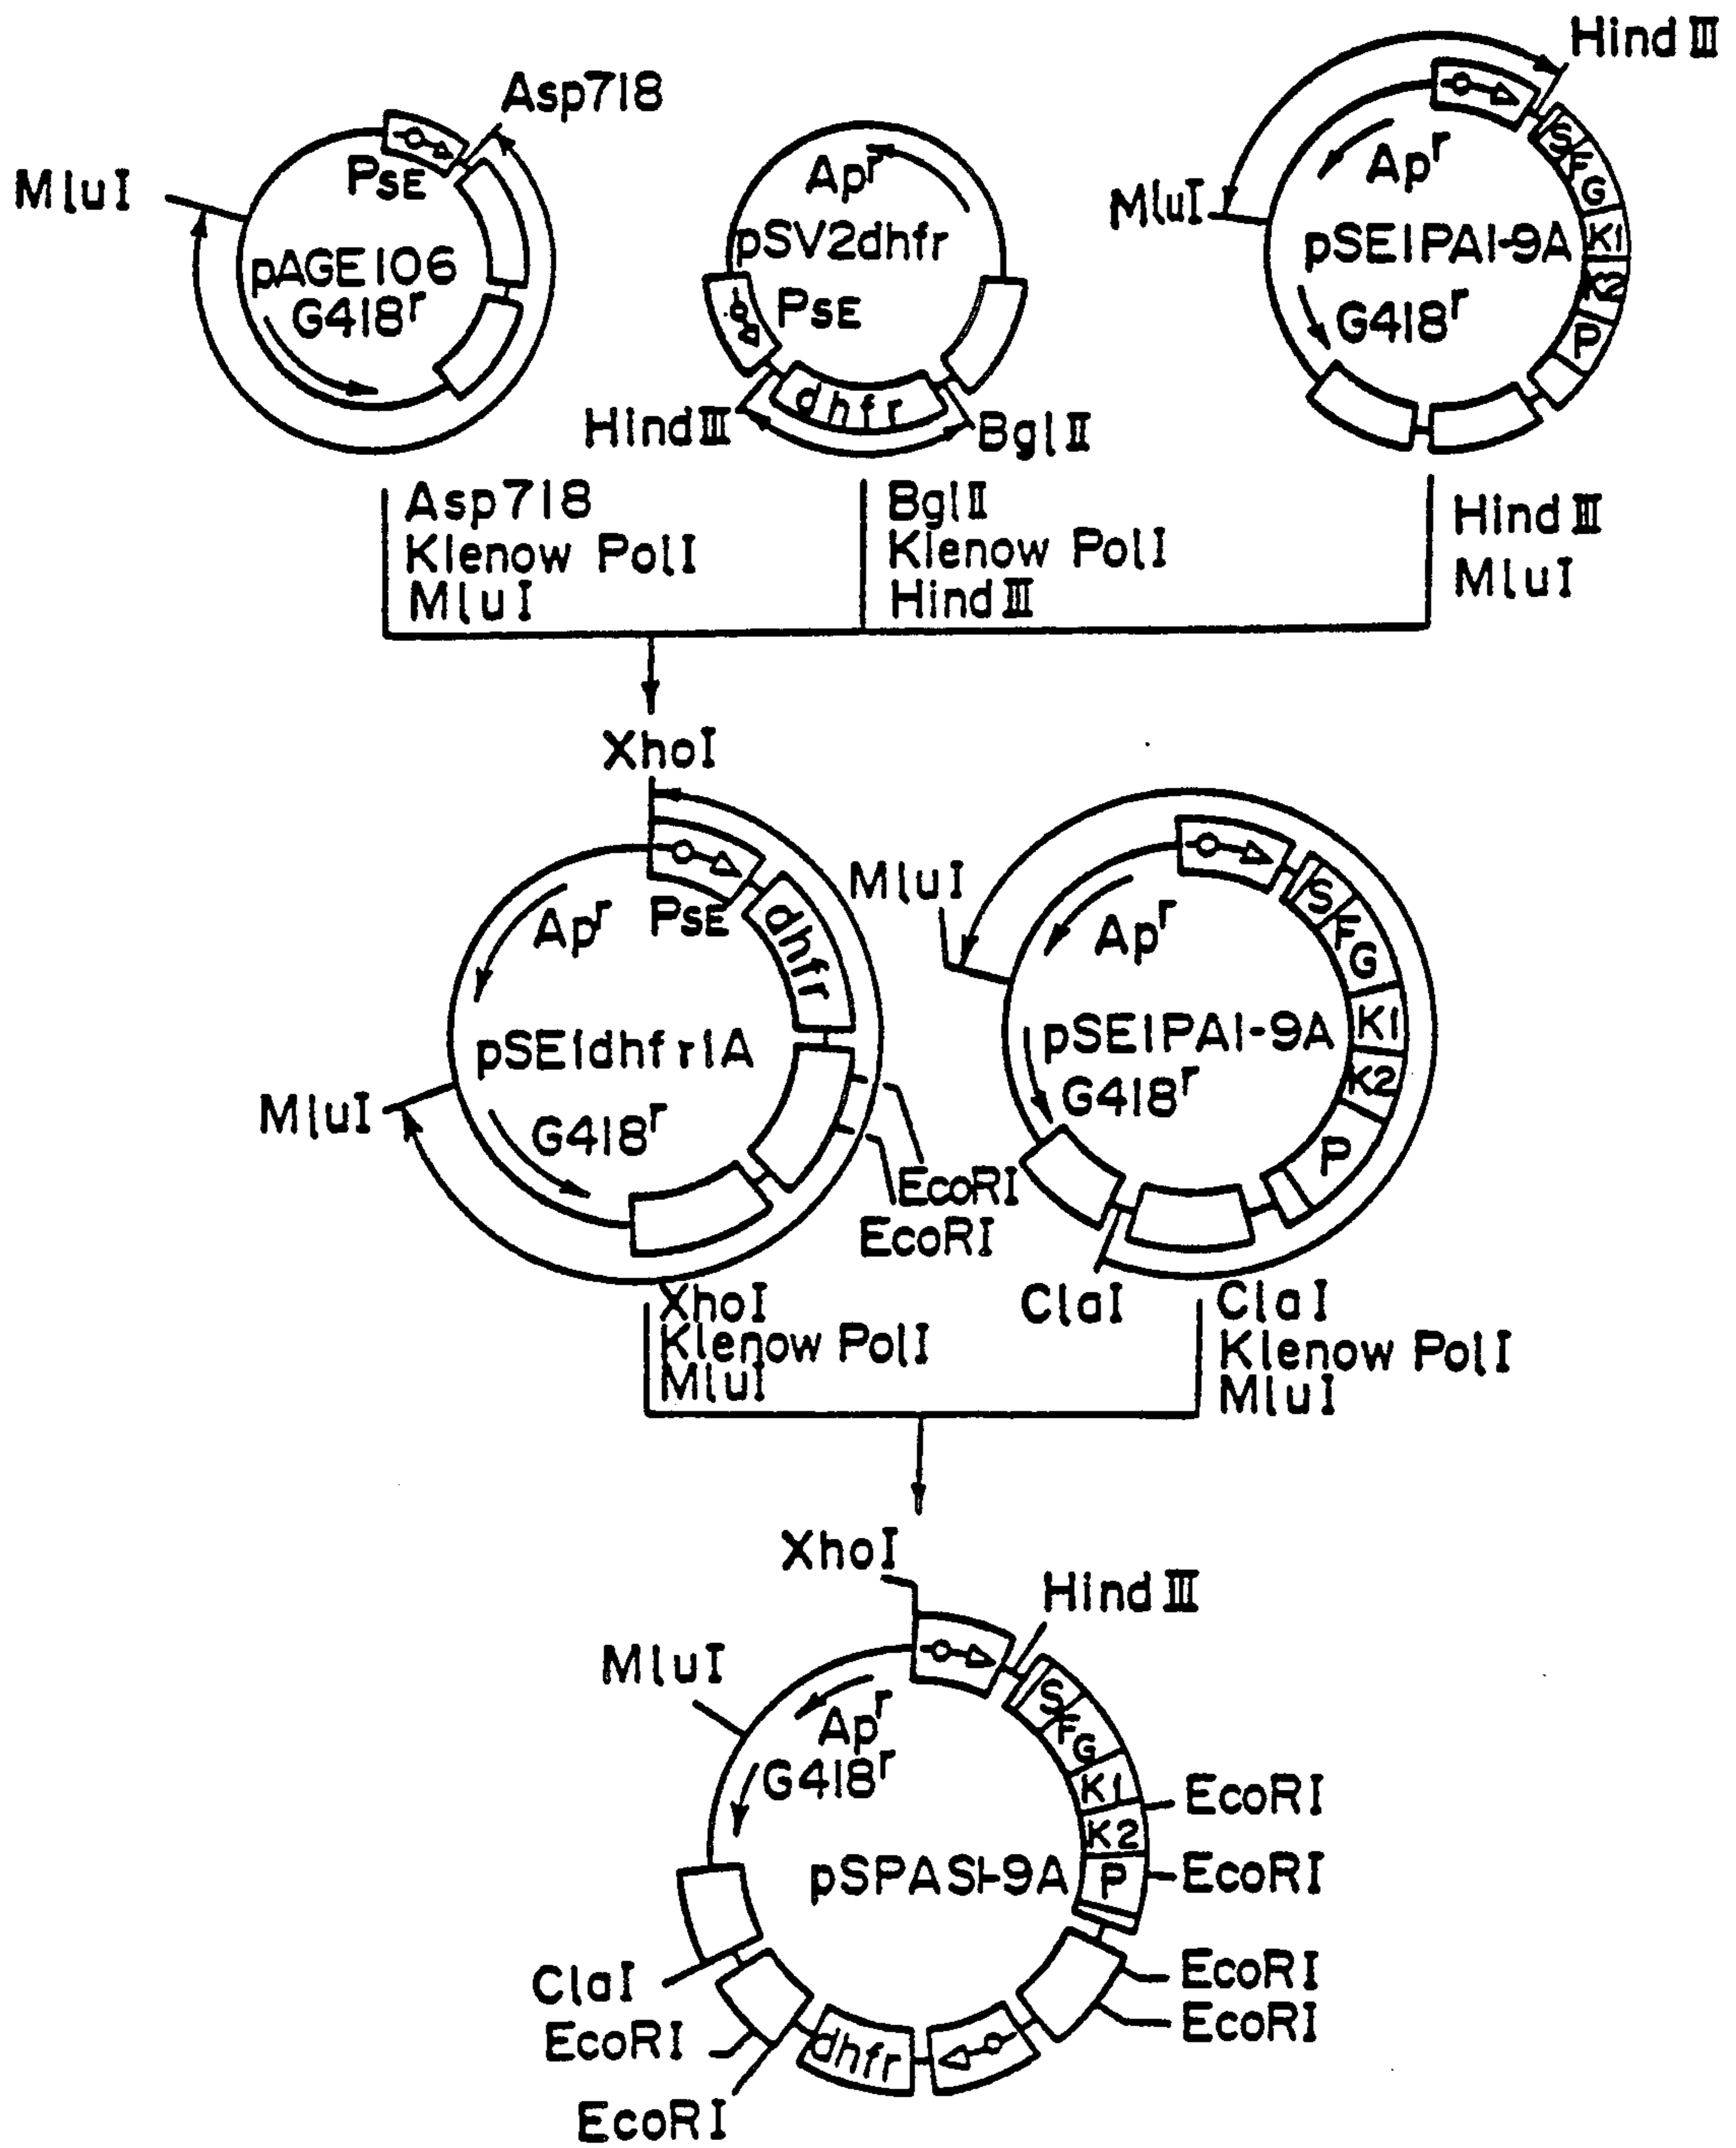 Asp718
MluI
PSE
pAGE106
G418r
Apr
pSV2dhfr
PSE
dhfr
HindIII
BglII
HindIII
MluI
Apr
pSE1PA1-9A
G418r
S
F
G
K1
K2
P
Asp718
Klenow PolI
MluI
BglII
Klenow PolI
HindIII
HindIII
MluI
XhoI
Apr
PSE
dhfr
pSE1dhfr1A
MluI
G418r
EcoRI
EcoRI
MluI
Apr
pSE1PA1-9A
G418r
S
F
G
K1
K2
P
ClaI
XhoI
Klenow PolI
MluI
ClaI
Klenow PolI
MluI
XhoI
HindIII
MluI
Apr
G418r
S
F
G
K1
K2
P
EcoRI
EcoRI
pSPAS1-9A
EcoRI
EcoRI
ClaI
EcoRI
EcoRI
dhfr